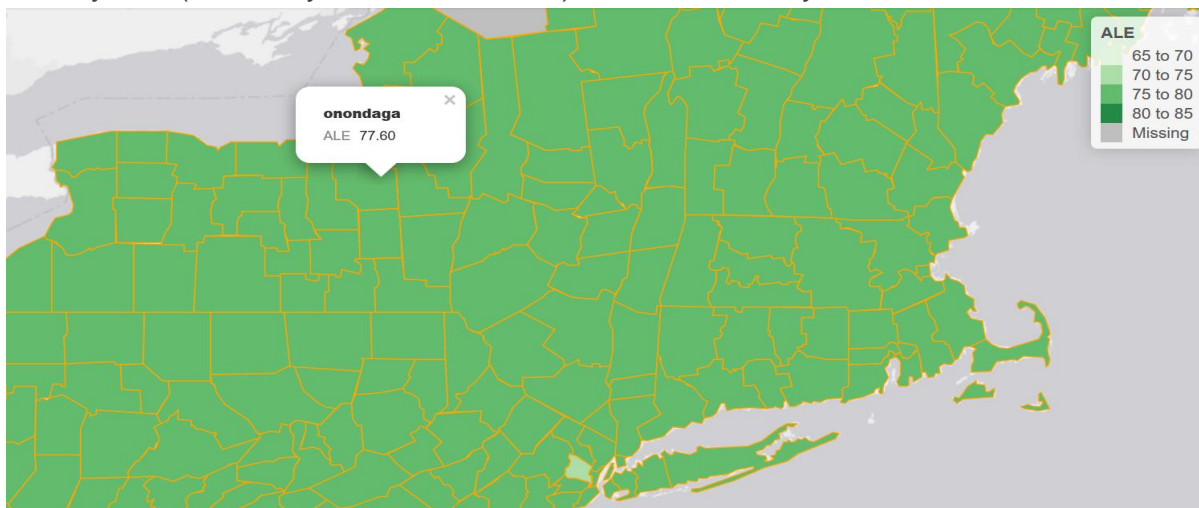 onondaga
×
ALE 77.60
ALE
65 to 70
70 to 75
75 to 80
80 to 85
Missing